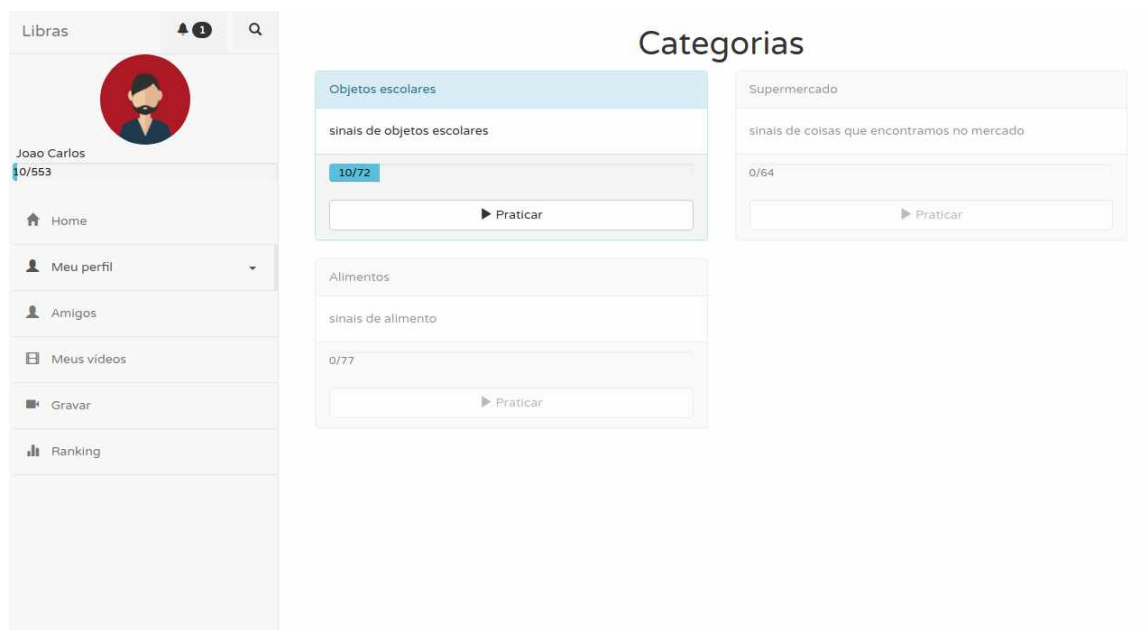 Libras
1
Joao Carlos
10/553
Home
Meu perfil
Amigos
Meus vídeos
Gravar
Ranking
Categorias
Objetos escolares
sinais de objetos escolares
10/72
Praticar
Supermercado
sinais de coisas que encontramos no mercado
0/64
Praticar
Alimentos
sinais de alimento
0/77
Praticar